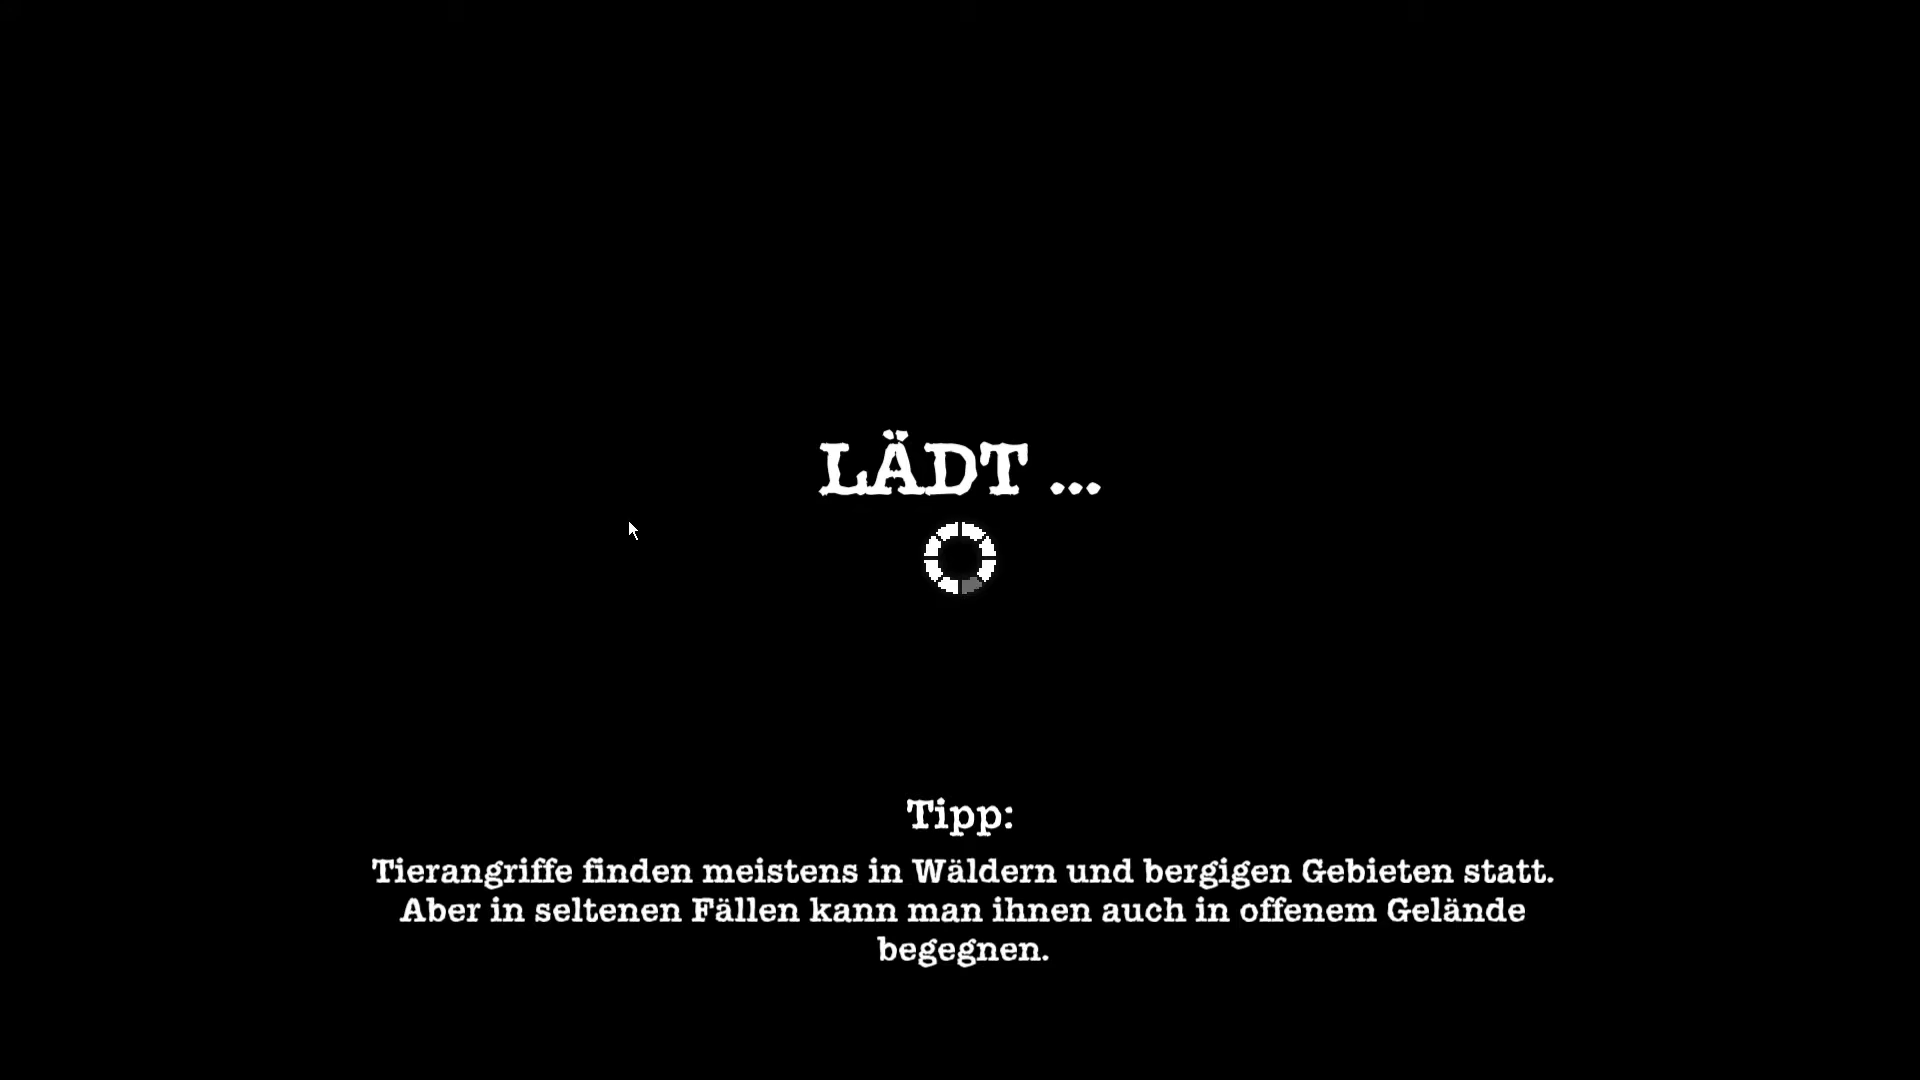 LÄDT ...
Tipp:
Tierangriffe finden meistens in Wäldern und bergigen Gebieten statt.
Aber in seltenen Fällen kann man ihnen auch in offenem Gelände
begegnen.